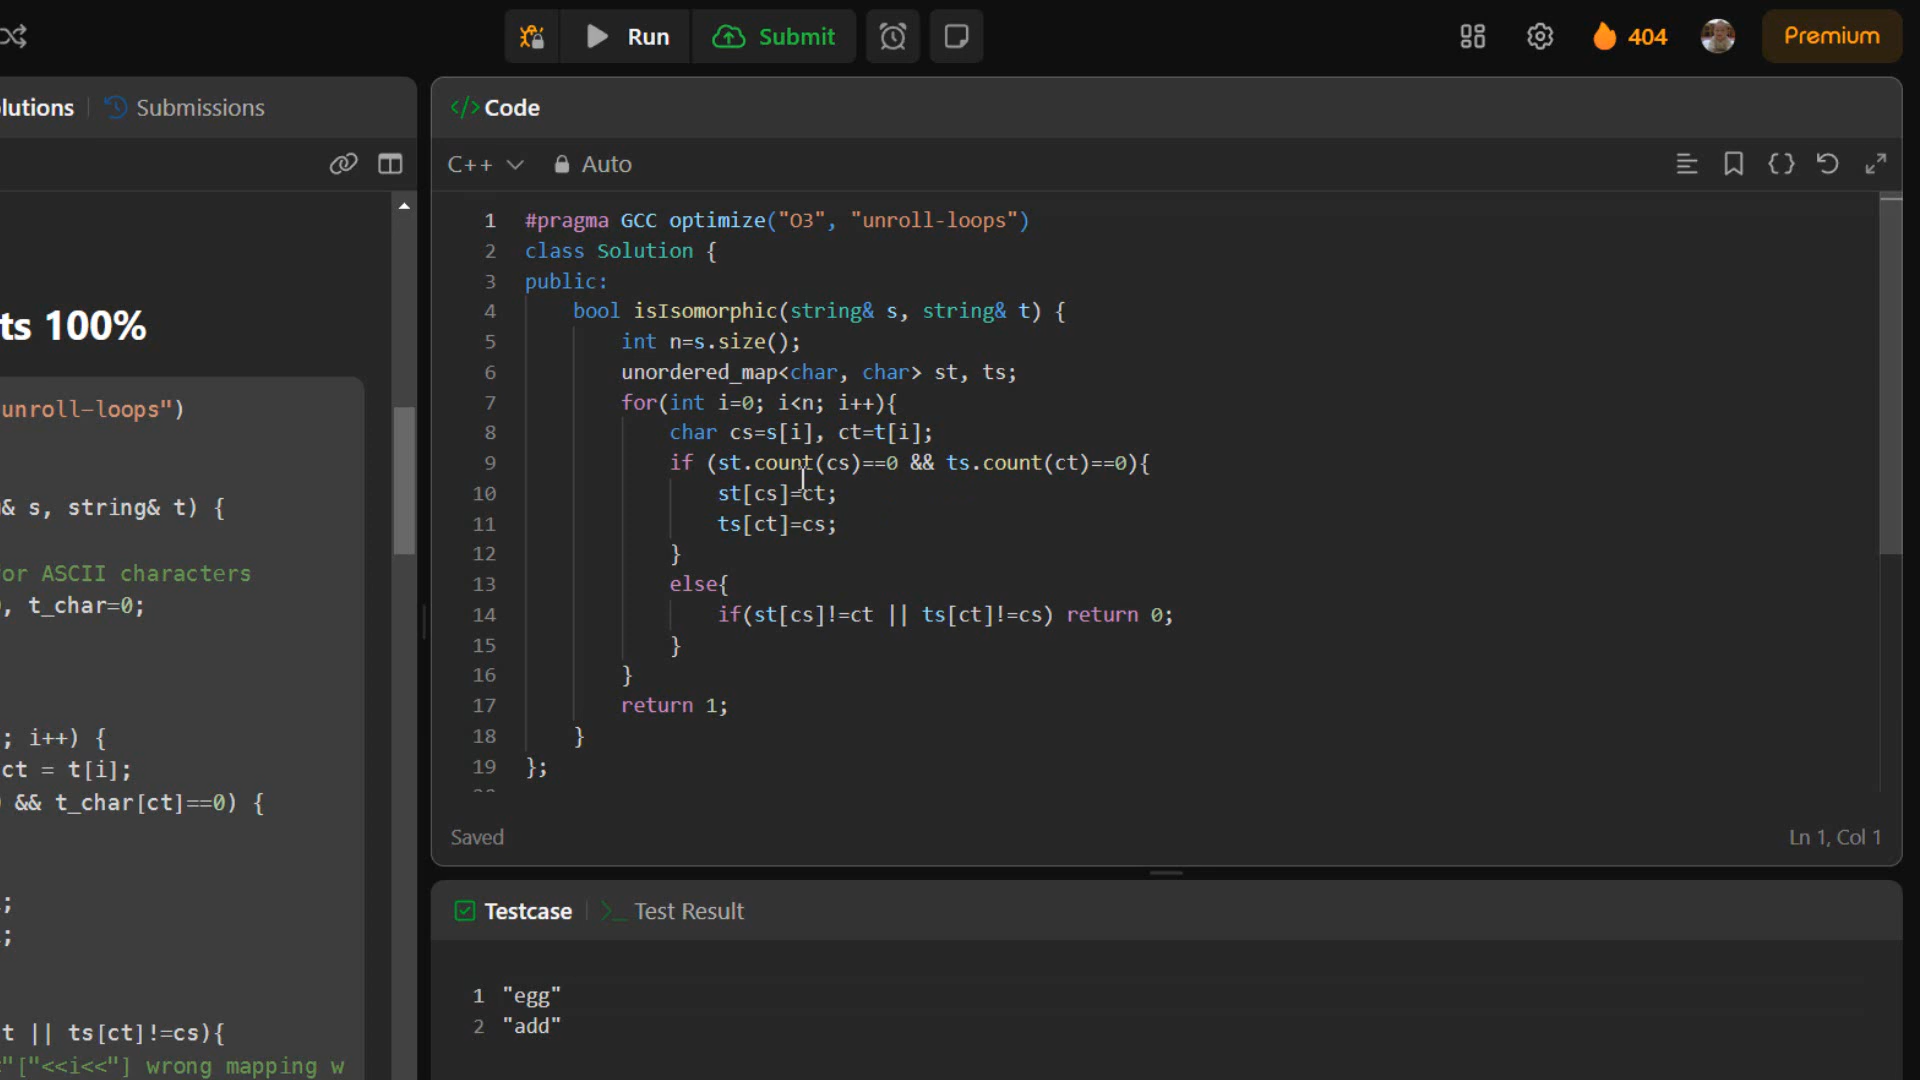 Run
Submit
404
Premium
lutions
Submissions
</> Code
C++
Auto
ts 100%
unroll-loops")
& s, string& t) {
or ASCII characters
, t_char=0;
; i++) {
ct = t[i];
&& t_char[ct]==0) {
;
;
t || ts[ct]!=cs){
"["<<i<<"] wrong mapping w
1 #pragma GCC optimize("O3", "unroll-loops")
2 class Solution {
3 public:
4 bool isIsomorphic(string& s, string& t) {
5 int n=s.size();
6 unordered_map<char, char> st, ts;
7 for(int i=0; i<n; i++){
8 char cs=s[i], ct=t[i];
9 if (st.count(cs)==0 && ts.count(ct)==0){
10 st[cs]=ct;
11 ts[ct]=cs;
12 }
13 else{
14 if(st[cs]!=ct || ts[ct]!=cs) return 0;
15 }
16 }
17 return 1;
18 }
19 };
Saved
Ln 1, Col 1
Testcase
Test Result
1 "egg"
2 "add"